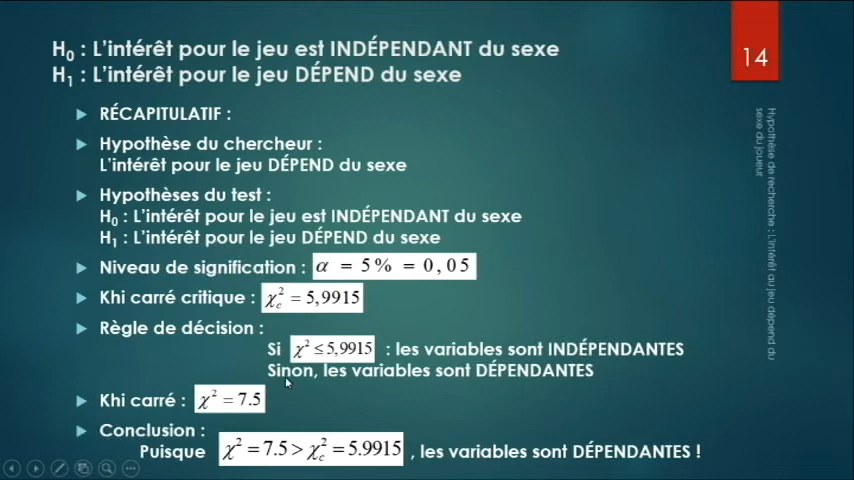 H₀ : L'intérêt pour le jeu est INDÉPENDANT du sexe
H₁ : L'intérêt pour le jeu DÉPEND du sexe
14
RÉCAPITULATIF :
Hypothèse du chercheur :
L'intérêt pour le jeu DÉPEND du sexe
Hypothèses du test :
H₀ : L'intérêt pour le jeu est INDÉPENDANT du sexe
H₁ : L'intérêt pour le jeu DÉPEND du sexe
Niveau de signification : α = 5% = 0,05
Khi carré critique : χ²c = 5,9915
Règle de décision :
Si χ² ≤ 5,9915 : les variables sont INDÉPENDANTES
Sinon, les variables sont DÉPENDANTES
Khi carré : χ² = 7.5
Conclusion :
Puisque χ² = 7.5 > χ²c = 5.9915 , les variables sont DÉPENDANTES !
Hypothèse de recherche : L'intérêt au jeu dépend du
sexe du joueur